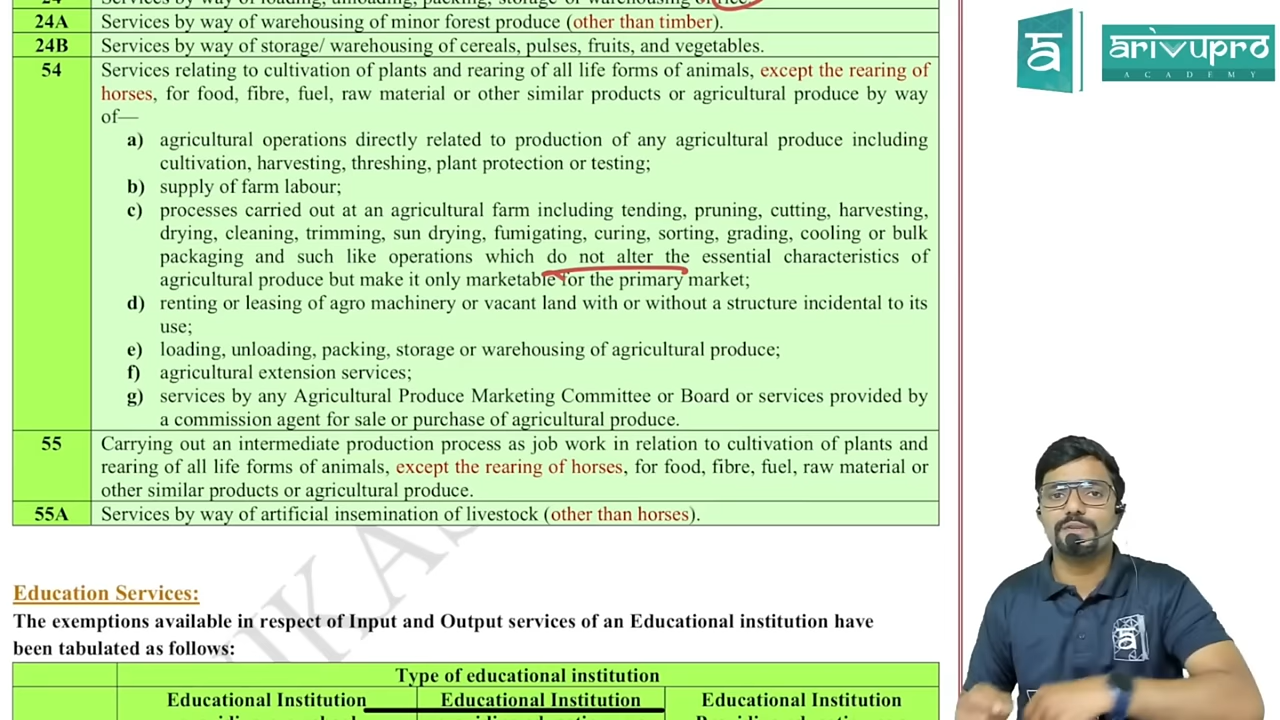 24 Services by way of loading, unloading, packing, storage or warehousing of rice.
24A Services by way of warehousing of minor forest produce (other than timber).
24B Services by way of storage/ warehousing of cereals, pulses, fruits, and vegetables.
54 Services relating to cultivation of plants and rearing of all life forms of animals, except the rearing of
horses, for food, fibre, fuel, raw material or other similar products or agricultural produce by way
of—
a) agricultural operations directly related to production of any agricultural produce including
cultivation, harvesting, threshing, plant protection or testing;
b) supply of farm labour;
c) processes carried out at an agricultural farm including tending, pruning, cutting, harvesting,
drying, cleaning, trimming, sun drying, fumigating, curing, sorting, grading, cooling or bulk
packaging and such like operations which do not alter the essential characteristics of
agricultural produce but make it only marketable for the primary market;
d) renting or leasing of agro machinery or vacant land with or without a structure incidental to its
use;
e) loading, unloading, packing, storage or warehousing of agricultural produce;
f) agricultural extension services;
g) services by any Agricultural Produce Marketing Committee or Board or services provided by
a commission agent for sale or purchase of agricultural produce.
55 Carrying out an intermediate production process as job work in relation to cultivation of plants and
rearing of all life forms of animals, except the rearing of horses, for food, fibre, fuel, raw material or
other similar products or agricultural produce.
55A Services by way of artificial insemination of livestock (other than horses).
Education Services:
The exemptions available in respect of Input and Output services of an Educational institution have
been tabulated as follows:
Type of educational institution
Educational Institution Educational Institution Educational Institution
arivupro
ACADEMY